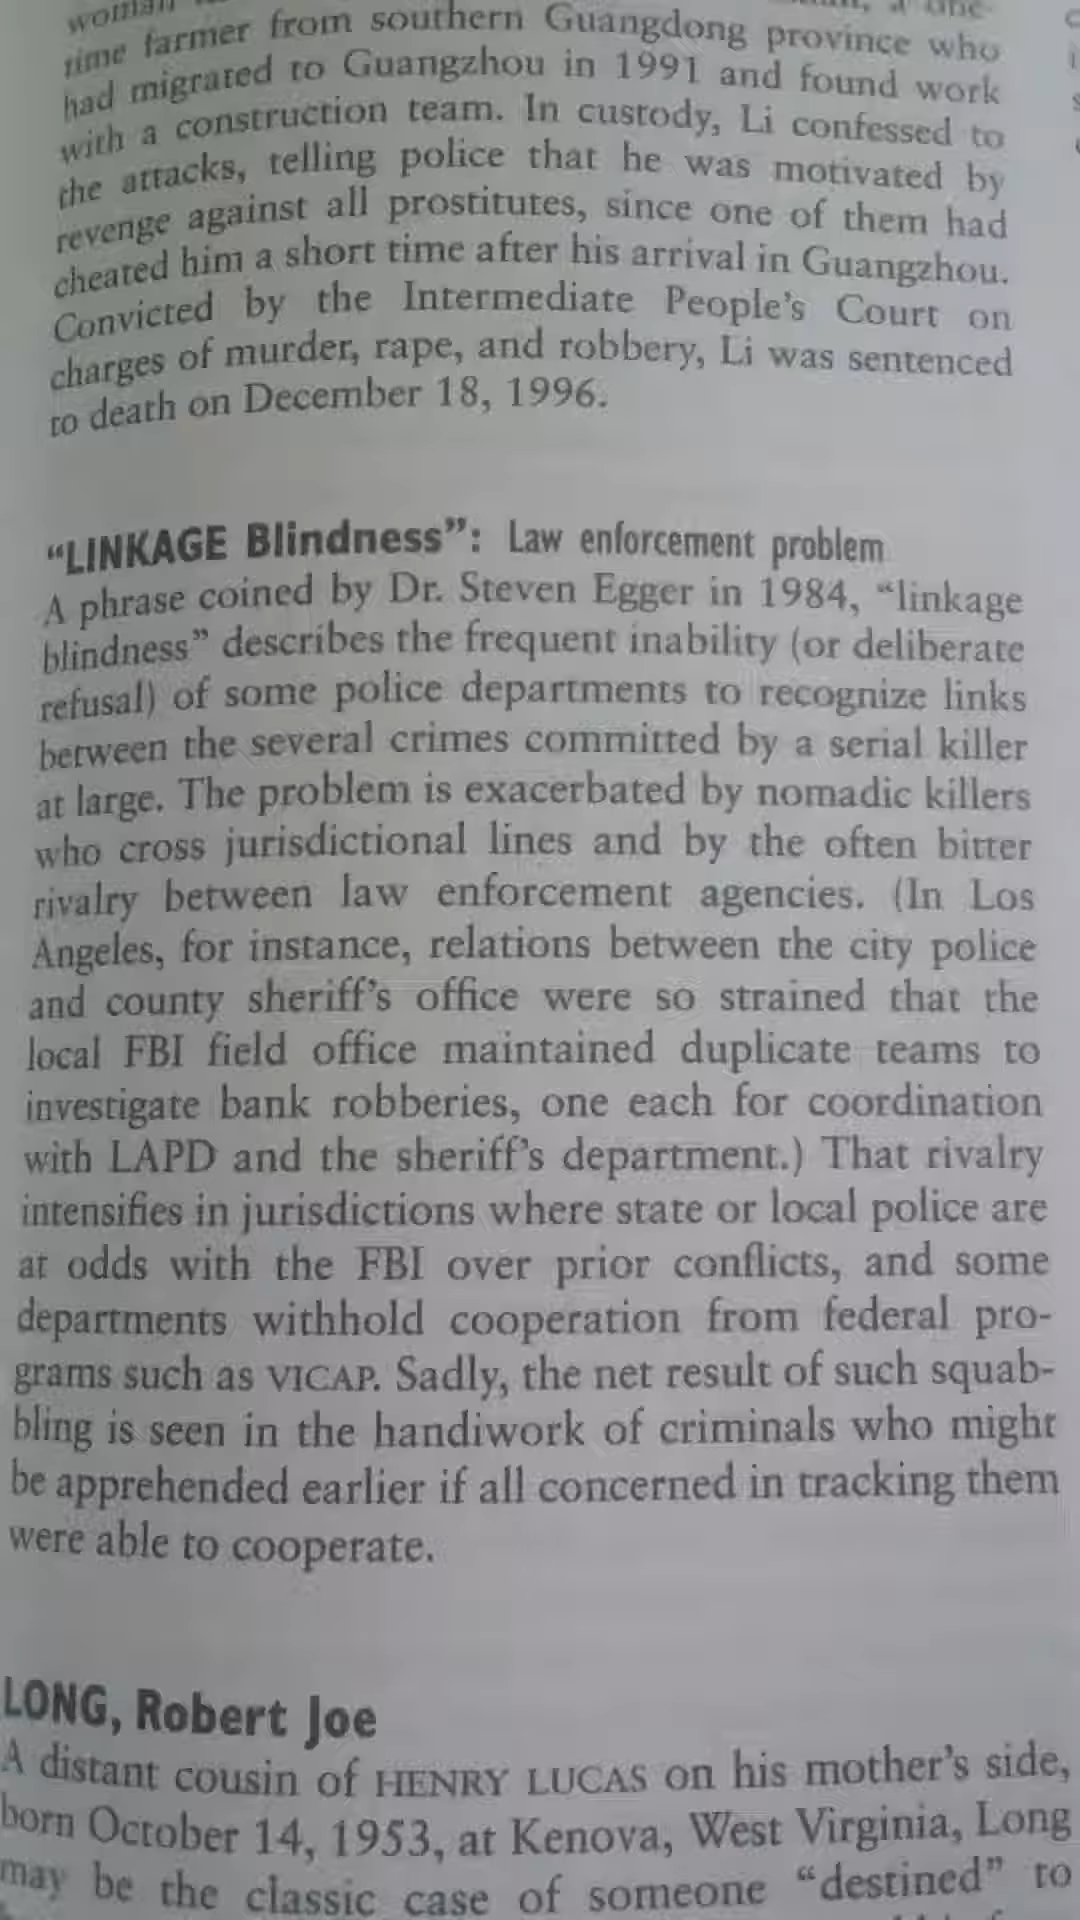 woman
time farmer from southern Guangdong province who
had migrated to Guangzhou in 1991 and found work
with a construction team. In custody, Li confessed to
the attacks, telling police that he was motivated by
revenge against all prostitutes, since one of them had
cheated him a short time after his arrival in Guangzhou.
Convicted by the Intermediate People's Court on
charges of murder, rape, and robbery, Li was sentenced
to death on December 18, 1996.
“LINKAGE Blindness”: Law enforcement problem
A phrase coined by Dr. Steven Egger in 1984, “linkage
blindness” describes the frequent inability (or deliberate
refusal) of some police departments to recognize links
between the several crimes committed by a serial killer
at large. The problem is exacerbated by nomadic killers
who cross jurisdictional lines and by the often bitter
rivalry between law enforcement agencies. (In Los
Angeles, for instance, relations between the city police
and county sheriff's office were so strained that the
local FBI field office maintained duplicate teams to
investigate bank robberies, one each for coordination
with LAPD and the sheriff's department.) That rivalry
intensifies in jurisdictions where state or local police are
at odds with the FBI over prior conflicts, and some
departments withhold cooperation from federal pro-
grams such as VICAP. Sadly, the net result of such squab-
bling is seen in the handiwork of criminals who might
be apprehended earlier if all concerned in tracking them
were able to cooperate.
LONG, Robert Joe
A distant cousin of HENRY LUCAS on his mother's side,
born October 14, 1953, at Kenova, West Virginia, Long
may be the classic case of someone “destined” to